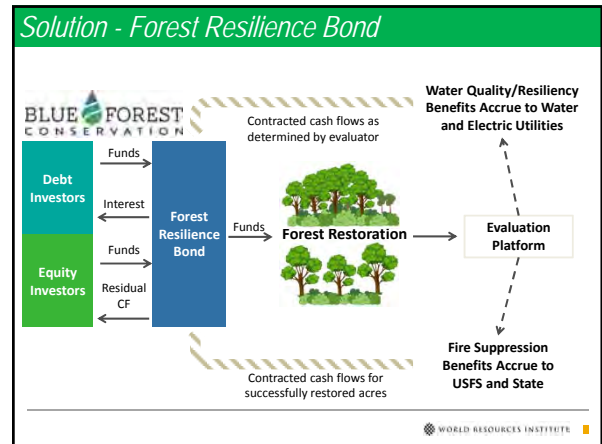 Solution - Forest Resilience Bond
BLUE FOREST
CONSERVATION
Contracted cash flows as
determined by evaluator
Water Quality/Resiliency
Benefits Accrue to Water
and Electric Utilities
Debt
Investors
Equity
Investors
Funds
Interest
Funds
Residual
CF
Forest
Resilience
Bond
Funds
Forest Restoration
Evaluation
Platform
Contracted cash flows for
successfully restored acres
Fire Suppression
Benefits Accrue to
USFS and State
WORLD RESOURCES INSTITUTE